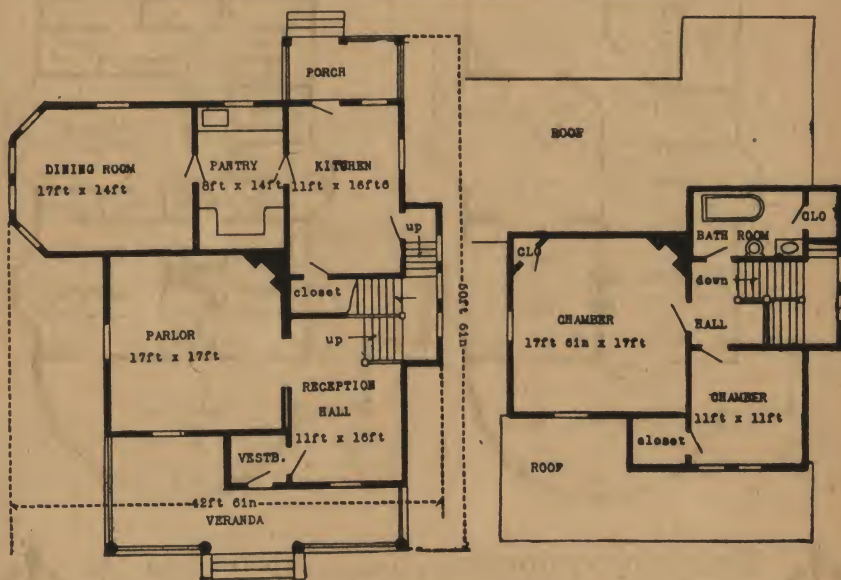 PORCH
DINING ROOM
17ft x 14ft
PANTRY
8ft x 14ft
KITCHEN
11ft x 16ft6
up
closet
up
PARLOR
17ft x 17ft
RECEPTION
HALL
11ft x 16ft
VESTB.
42ft 6in
VERANDA
50ft 6in
ROOF
CLO
BATH ROOM
CLO
down
CHAMBER
17ft 6in x 17ft
HALL
CHAMBER
11ft x 11ft
closet
ROOF